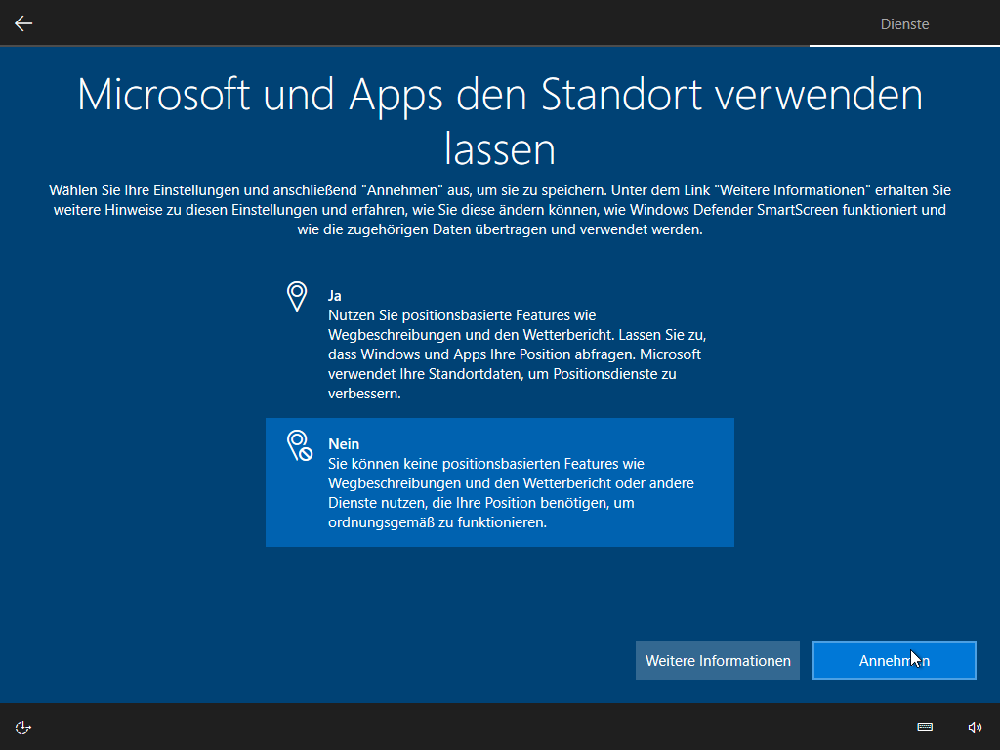 Dienste
Microsoft und Apps den Standort verwenden
lassen
Wählen Sie Ihre Einstellungen und anschließend "Annehmen" aus, um sie zu speichern. Unter dem Link "Weitere Informationen" erhalten Sie
weitere Hinweise zu diesen Einstellungen und erfahren, wie Sie diese ändern können, wie Windows Defender SmartScreen funktioniert und
wie die zugehörigen Daten übertragen und verwendet werden.
Ja
Nutzen Sie positionsbasierte Features wie
Wegbeschreibungen und den Wetterbericht. Lassen Sie zu,
dass Windows und Apps Ihre Position abfragen. Microsoft
verwendet Ihre Standortdaten, um Positionsdienste zu
verbessern.
Nein
Sie können keine positionsbasierten Features wie
Wegbeschreibungen und den Wetterbericht oder andere
Dienste nutzen, die Ihre Position benötigen, um
ordnungsgemäß zu funktionieren.
Weitere Informationen
Annehmen